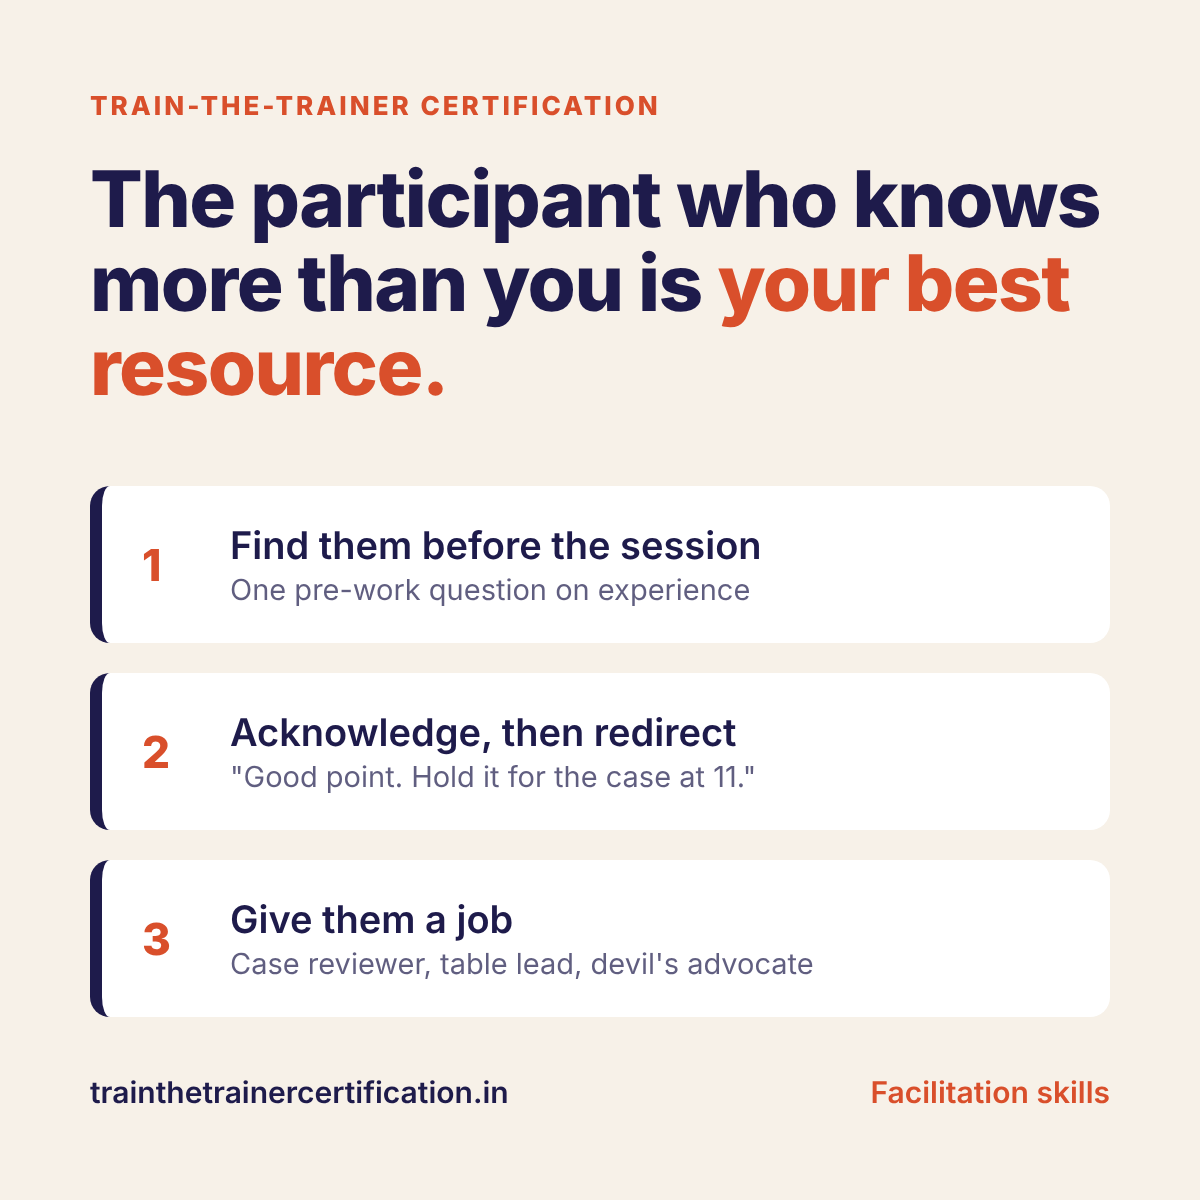 TRAIN-THE-TRAINER CERTIFICATION
The participant who knows
more than you is your best
resource.
1
Find them before the session
One pre-work question on experience
2
Acknowledge, then redirect
"Good point. Hold it for the case at 11."
3
Give them a job
Case reviewer, table lead, devil's advocate
trainthetrainercertification.in
Facilitation skills